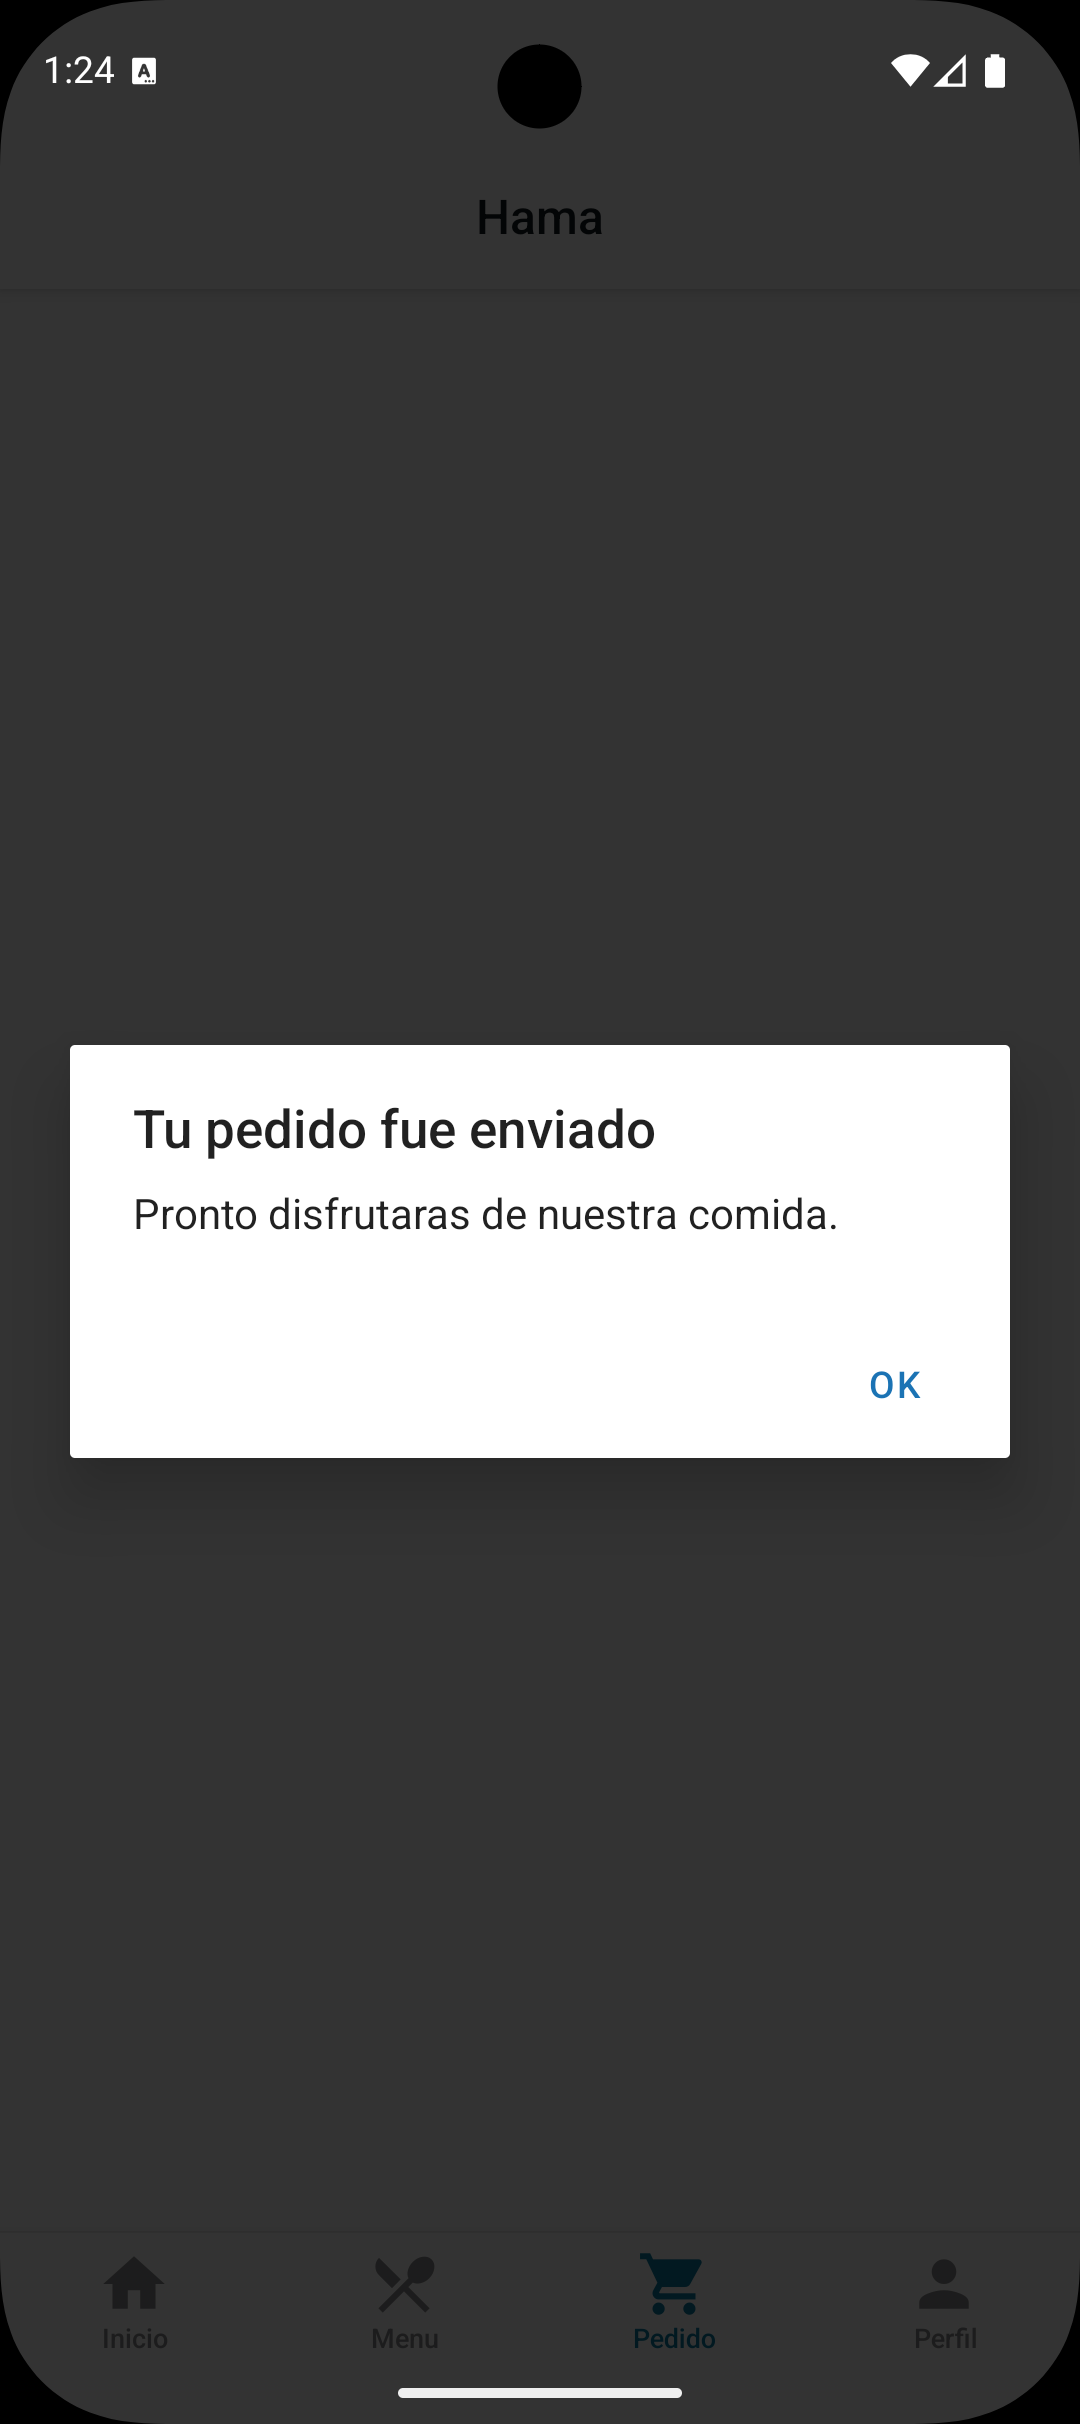 1:24
Hama
Tu pedido fue enviado
Pronto disfrutaras de nuestra comida.
OK
Inicio
Menu
Pedido
Perfil